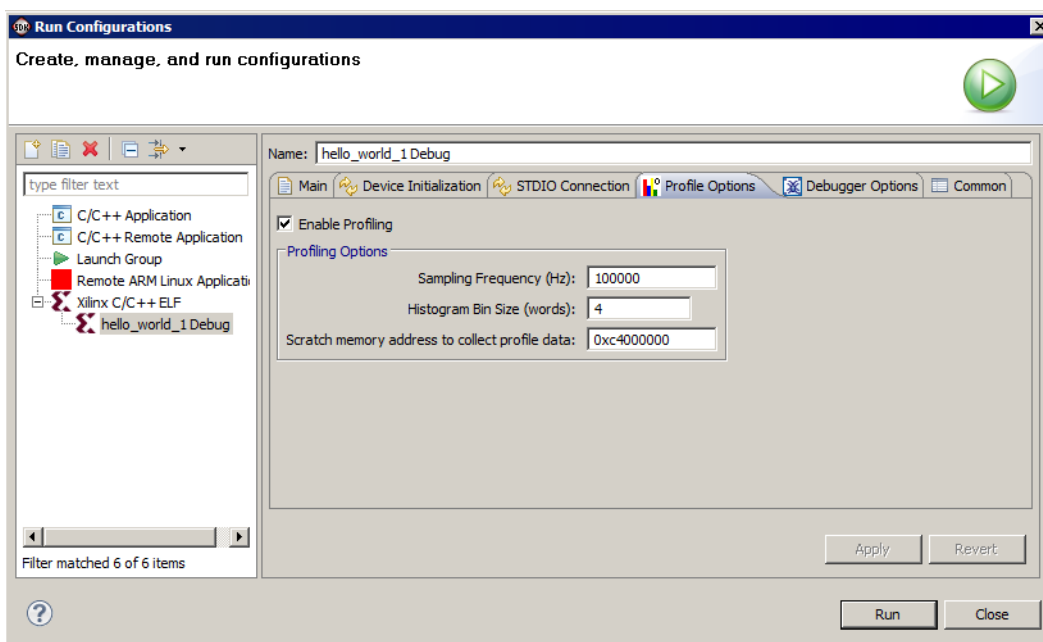 SDK Run Configurations
Create, manage, and run configurations
type filter text
C C/C++ Application
C C/C++ Remote Application
Launch Group
Remote ARM Linux Applicati
Xilinx C/C++ ELF
hello_world_1 Debug
Filter matched 6 of 6 items
Name: hello_world_1 Debug
Main Device Initialization STDIO Connection Profile Options Debugger Options Common
Enable Profiling
Profiling Options
Sampling Frequency (Hz): 100000
Histogram Bin Size (words): 4
Scratch memory address to collect profile data: 0xc4000000
Apply Revert
? Run Close